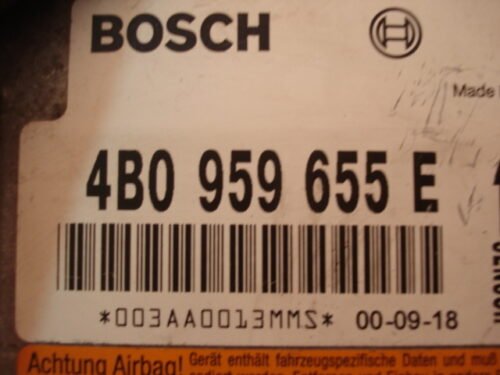 BOSCH
Made
4B0 959 655 E
*003AA0013MMS* 00-09-18
Achtung Airbag! Gerät enthält fahrzeugspezifische Daten und muß